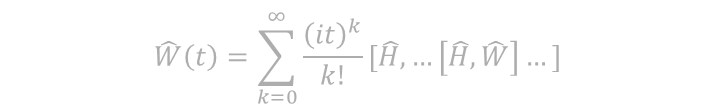 Ŵ(t) = ∑_{k=0}^{∞} (it)^k / k! [Ĥ, … [Ĥ, Ŵ] … ]